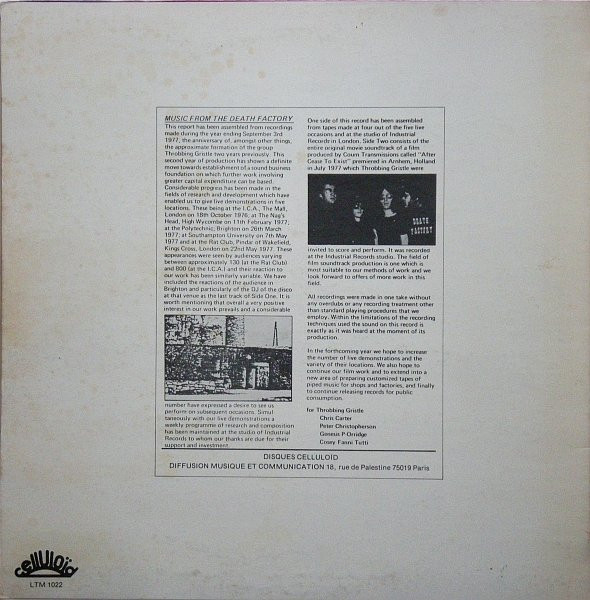 MUSIC FROM THE DEATH FACTORY
This report has been assembled from recordings
made during the year ending September 3rd
1977, the anniversary of, amongst other things,
the approximate formation of the group
Throbbing Gristle two years previously. This
second year of production has shown a definite
move towards establishment of a sound business
foundation on which further work involving
greater capital expenditure can be based.
Considerable progress has been made in the
fields of research and development which have
enabled us to give live demonstrations in five
locations. These being at the I.C.A., The Mall,
London on 18th October 1976; at The Nag's
Head, High Wycombe on 11th February 1977;
at the Polytechnic, Brighton on 26th March
1977; at Southampton University on 7th May
1977 and at the Rat Club, Pindar of Wakefield,
Kings Cross, London on 22nd May 1977. These
appearances were seen by audiences varying
between approximately 130 (at the Rat Club)
and 800 (at the I.C.A.) and their reaction to
our work has been similarly variable. We have
included the reactions of the audience in
Brighton and particularly of the DJ of the disco
at that venue as the last track of Side One. It is
worth mentioning that overall a very positive
interest in our work prevails and a considerable
number have expressed a desire to see us
perform on subsequent occasions. Simul
taneously with our live demonstrations a
weekly programme of research and composition
has been maintained at the studio of Industrial
Records to whom our thanks are due for their
support and investment.
One side of this record has been assembled
from tapes made at four out of the five live
occasions and at the studio of Industrial
Records in London. Side Two consists of the
entire original movie soundtrack of a film
produced by Coum Transmissions called "After
Cease To Exist" premiered in Arnhem, Holland
in July 1977 which Throbbing Gristle were
DEATH
FACTORY
invited to score and perform. It was recorded
at the Industrial Records studio. The field of
film soundtrack production is one which is
most suitable to our methods of work and we
look forward to offers of more work in this
field.
All recordings were made in one take without
any overdubs or any recording treatment other
than standard playing procedures that we
employ. Within the limitations of the recording
techniques used the sound on this record is
exactly as it was heard at the moment of its
production.
In the forthcoming year we hope to increase
the number of live demonstrations and the
variety of their locations. We also hope to
continue our film work and to extend into a
new area of preparing customized tapes of
piped music for shops and factories, and finally
to continue releasing records for public
consumption.
for Throbbing Gristle
Chris Carter
Peter Christopherson
Genesis P-Orridge
Cosey Fanni Tutti
DISQUES CELLULOÏD
DIFFUSION MUSIQUE ET COMMUNICATION 18, rue de Palestine 75019 Paris
celluloïd
LTM 1022